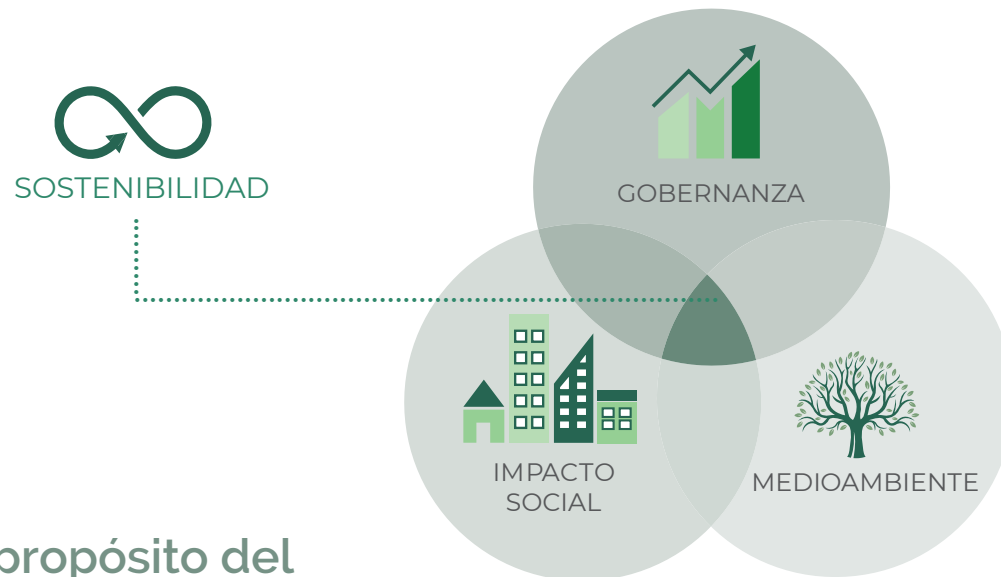 SOSTENIBILIDAD
GOBERNANZA
IMPACTO
SOCIAL
MEDIOAMBIENTE
propósito del